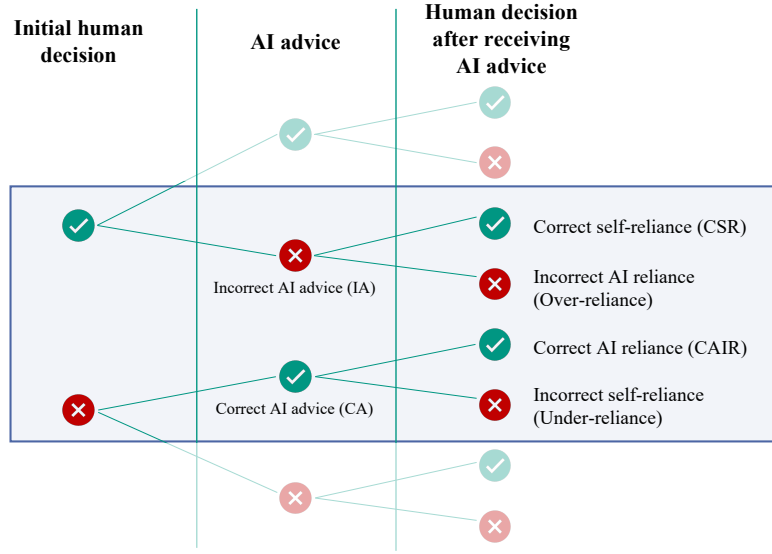 Initial human
decision
AI advice
Human decision
after receiving
AI advice
Correct self-reliance (CSR)
Incorrect AI advice (IA)
Incorrect AI reliance
(Over-reliance)
Correct AI reliance (CAIR)
Correct AI advice (CA)
Incorrect self-reliance
(Under-reliance)